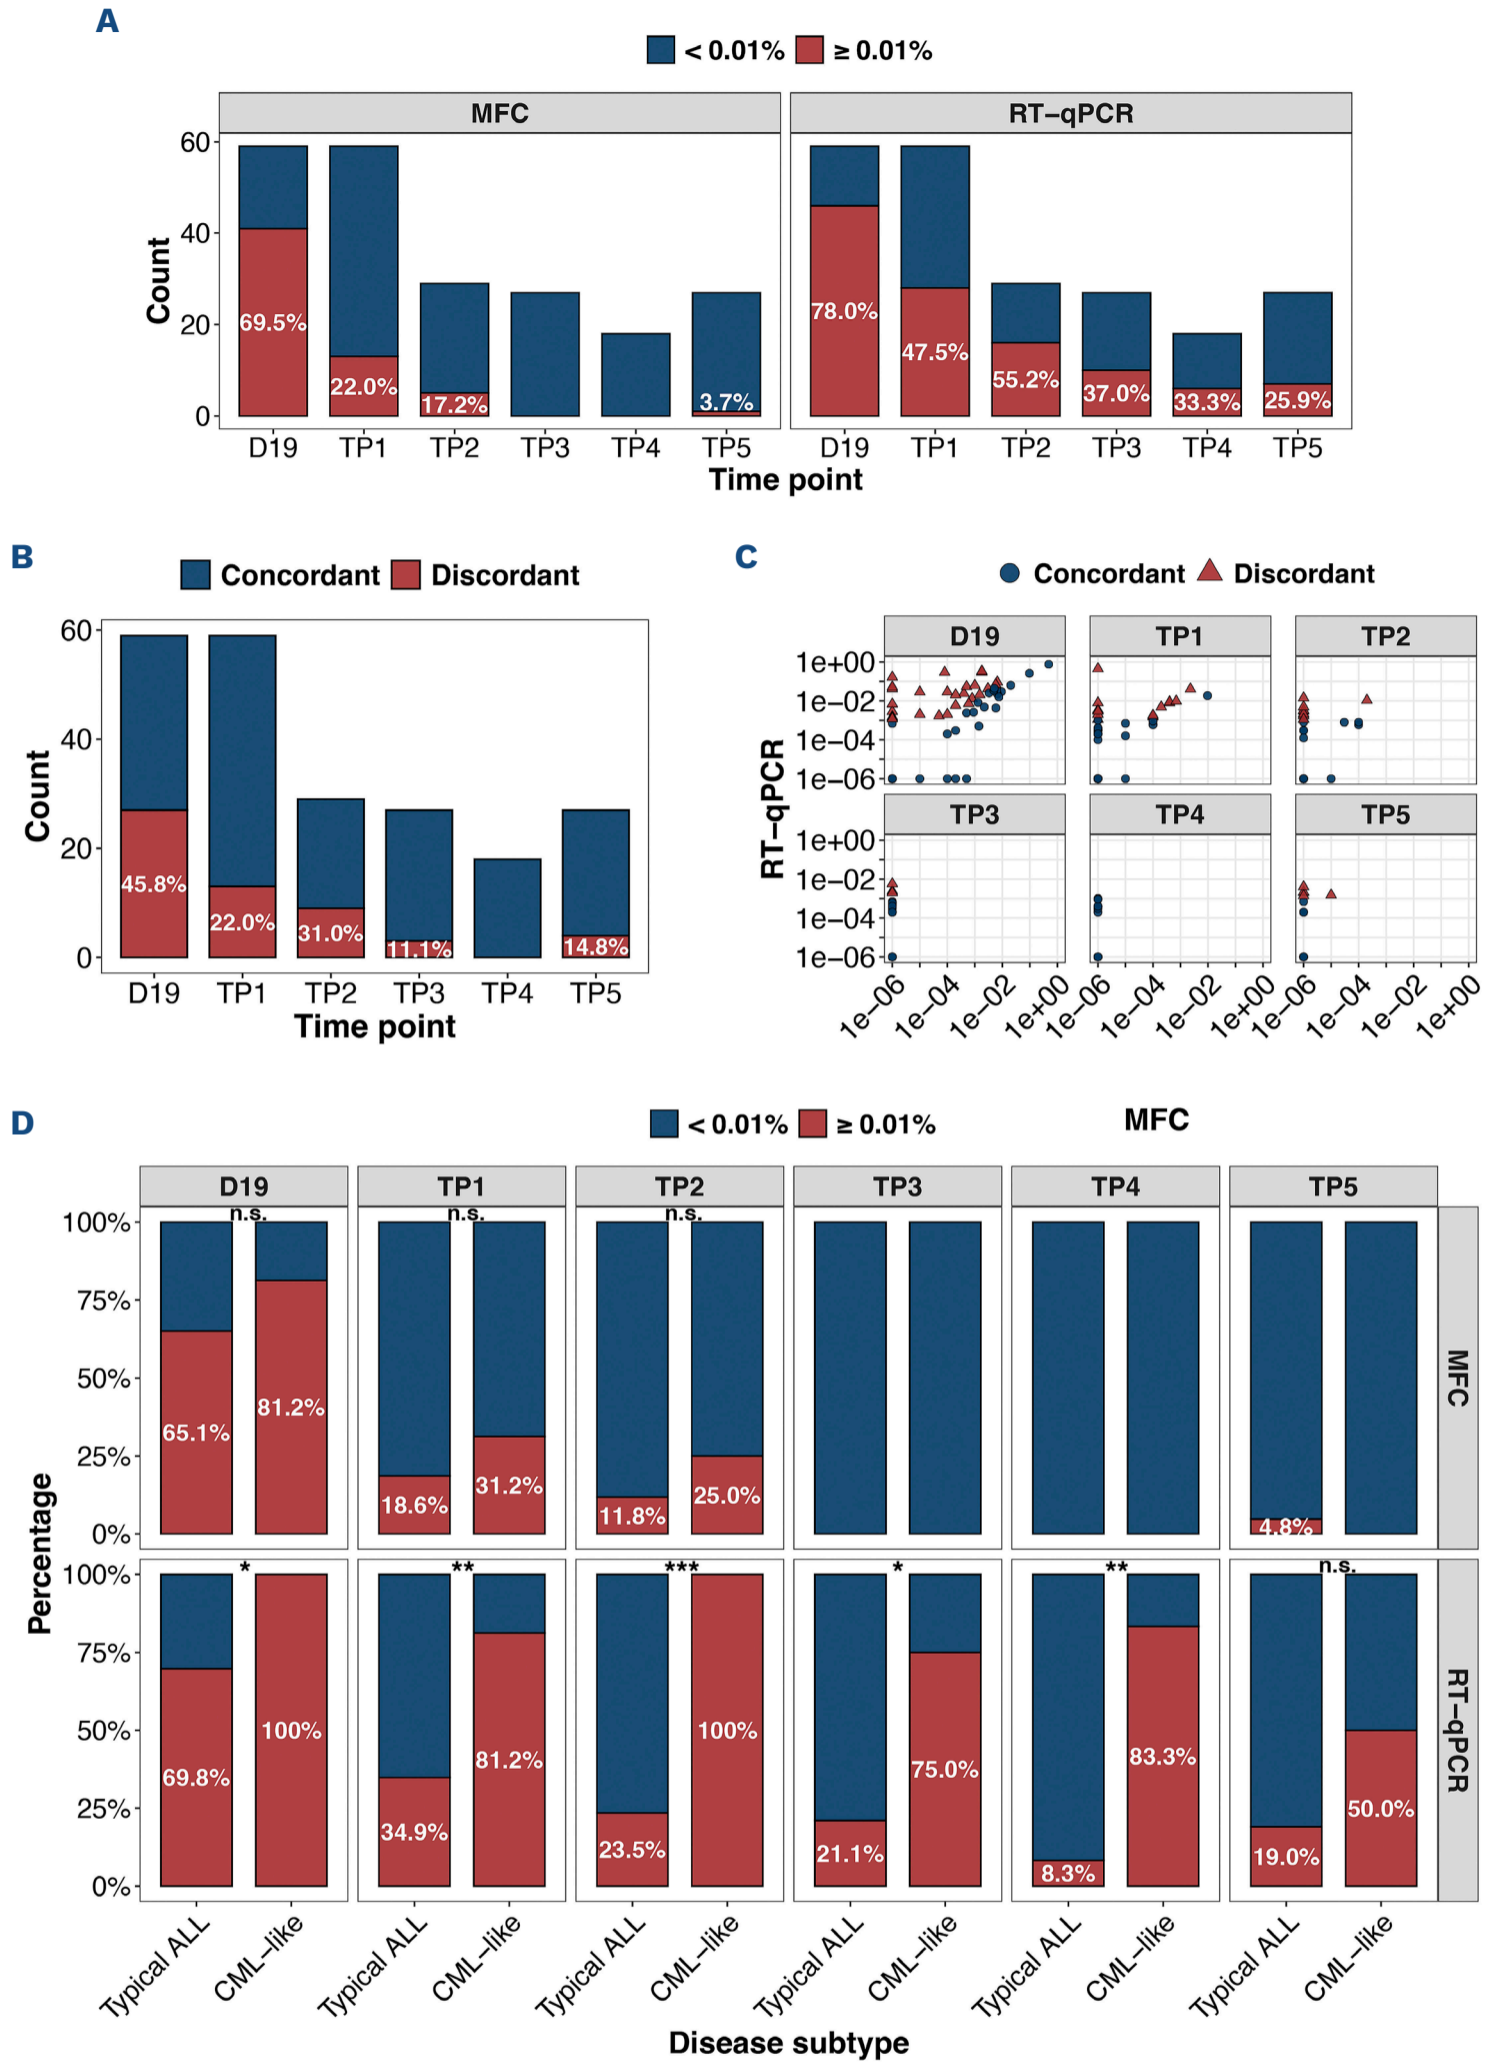 A
< 0.01% ≥ 0.01%
MFC RT−qPCR
60
40
20
0
Count
69.5% 22.0% 17.2% 3.7%
78.0% 47.5% 55.2% 37.0% 33.3% 25.9%
D19 TP1 TP2 TP3 TP4 TP5 D19 TP1 TP2 TP3 TP4 TP5
Time point
B
Concordant Discordant
60
40
20
0
Count
45.8% 22.0% 31.0% 11.1% 14.8%
D19 TP1 TP2 TP3 TP4 TP5
Time point
C
Concordant Discordant
D19 TP1 TP2
1e+00
1e−02
1e−04
1e−06
TP3 TP4 TP5
1e+00
1e−02
1e−04
1e−06
RT−qPCR
1e−06 1e−04 1e−02 1e+00 1e−06 1e−04 1e−02 1e+00 1e−06 1e−04 1e−02 1e+00
MFC
D
< 0.01% ≥ 0.01%
D19 TP1 TP2 TP3 TP4 TP5
n.s. n.s. n.s.
100%
75%
50%
25%
0%
65.1% 81.2% 18.6% 31.2% 11.8% 25.0% 4.8%
MFC
* ** *** * ** n.s.
100%
75%
50%
25%
0%
69.8% 100% 34.9% 81.2% 23.5% 100% 21.1% 75.0% 8.3% 83.3% 19.0% 50.0%
RT−qPCR
Percentage
Typical ALL CML−like Typical ALL CML−like Typical ALL CML−like Typical ALL CML−like Typical ALL CML−like Typical ALL CML−like
Disease subtype